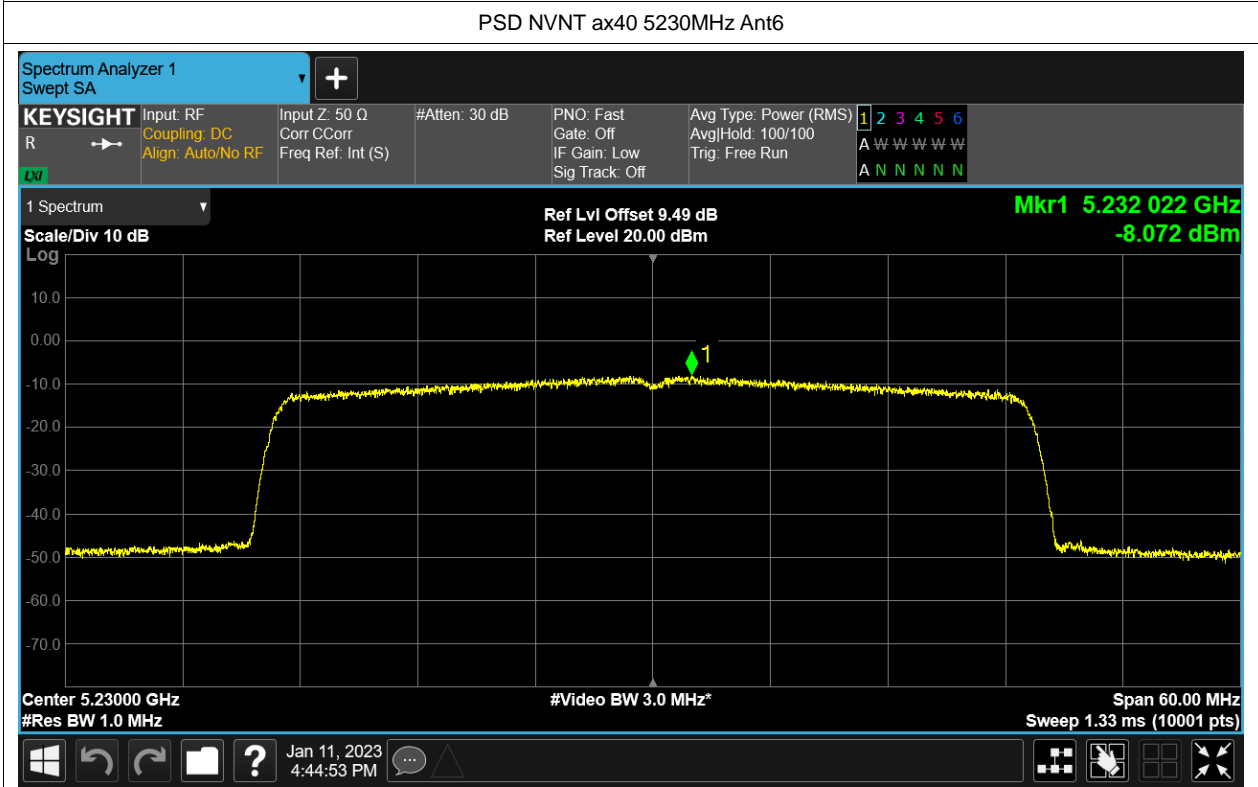 PSD NVNT ax40 5230MHz Ant6
Spectrum Analyzer 1
Swept SA
KEYSIGHT
R
LXI
Input: RF
Coupling: DC
Align: Auto/No RF
Input Z: 50 Ω
Corr CCorr
Freq Ref: Int (S)
#Atten: 30 dB
PNO: Fast
Gate: Off
IF Gain: Low
Sig Track: Off
Avg Type: Power (RMS)
Avg|Hold: 100/100
Trig: Free Run
1 2 3 4 5 6
A W W W W W
A N N N N N
1 Spectrum
Scale/Div 10 dB
Ref Lvl Offset 9.49 dB
Ref Level 20.00 dBm
Mkr1 5.232 022 GHz
-8.072 dBm
Log
10.0
0.00
-10.0
-20.0
-30.0
-40.0
-50.0
-60.0
-70.0
1
Center 5.23000 GHz
#Video BW 3.0 MHz*
Span 60.00 MHz
#Res BW 1.0 MHz
Sweep 1.33 ms (10001 pts)
Jan 11, 2023
4:44:53 PM